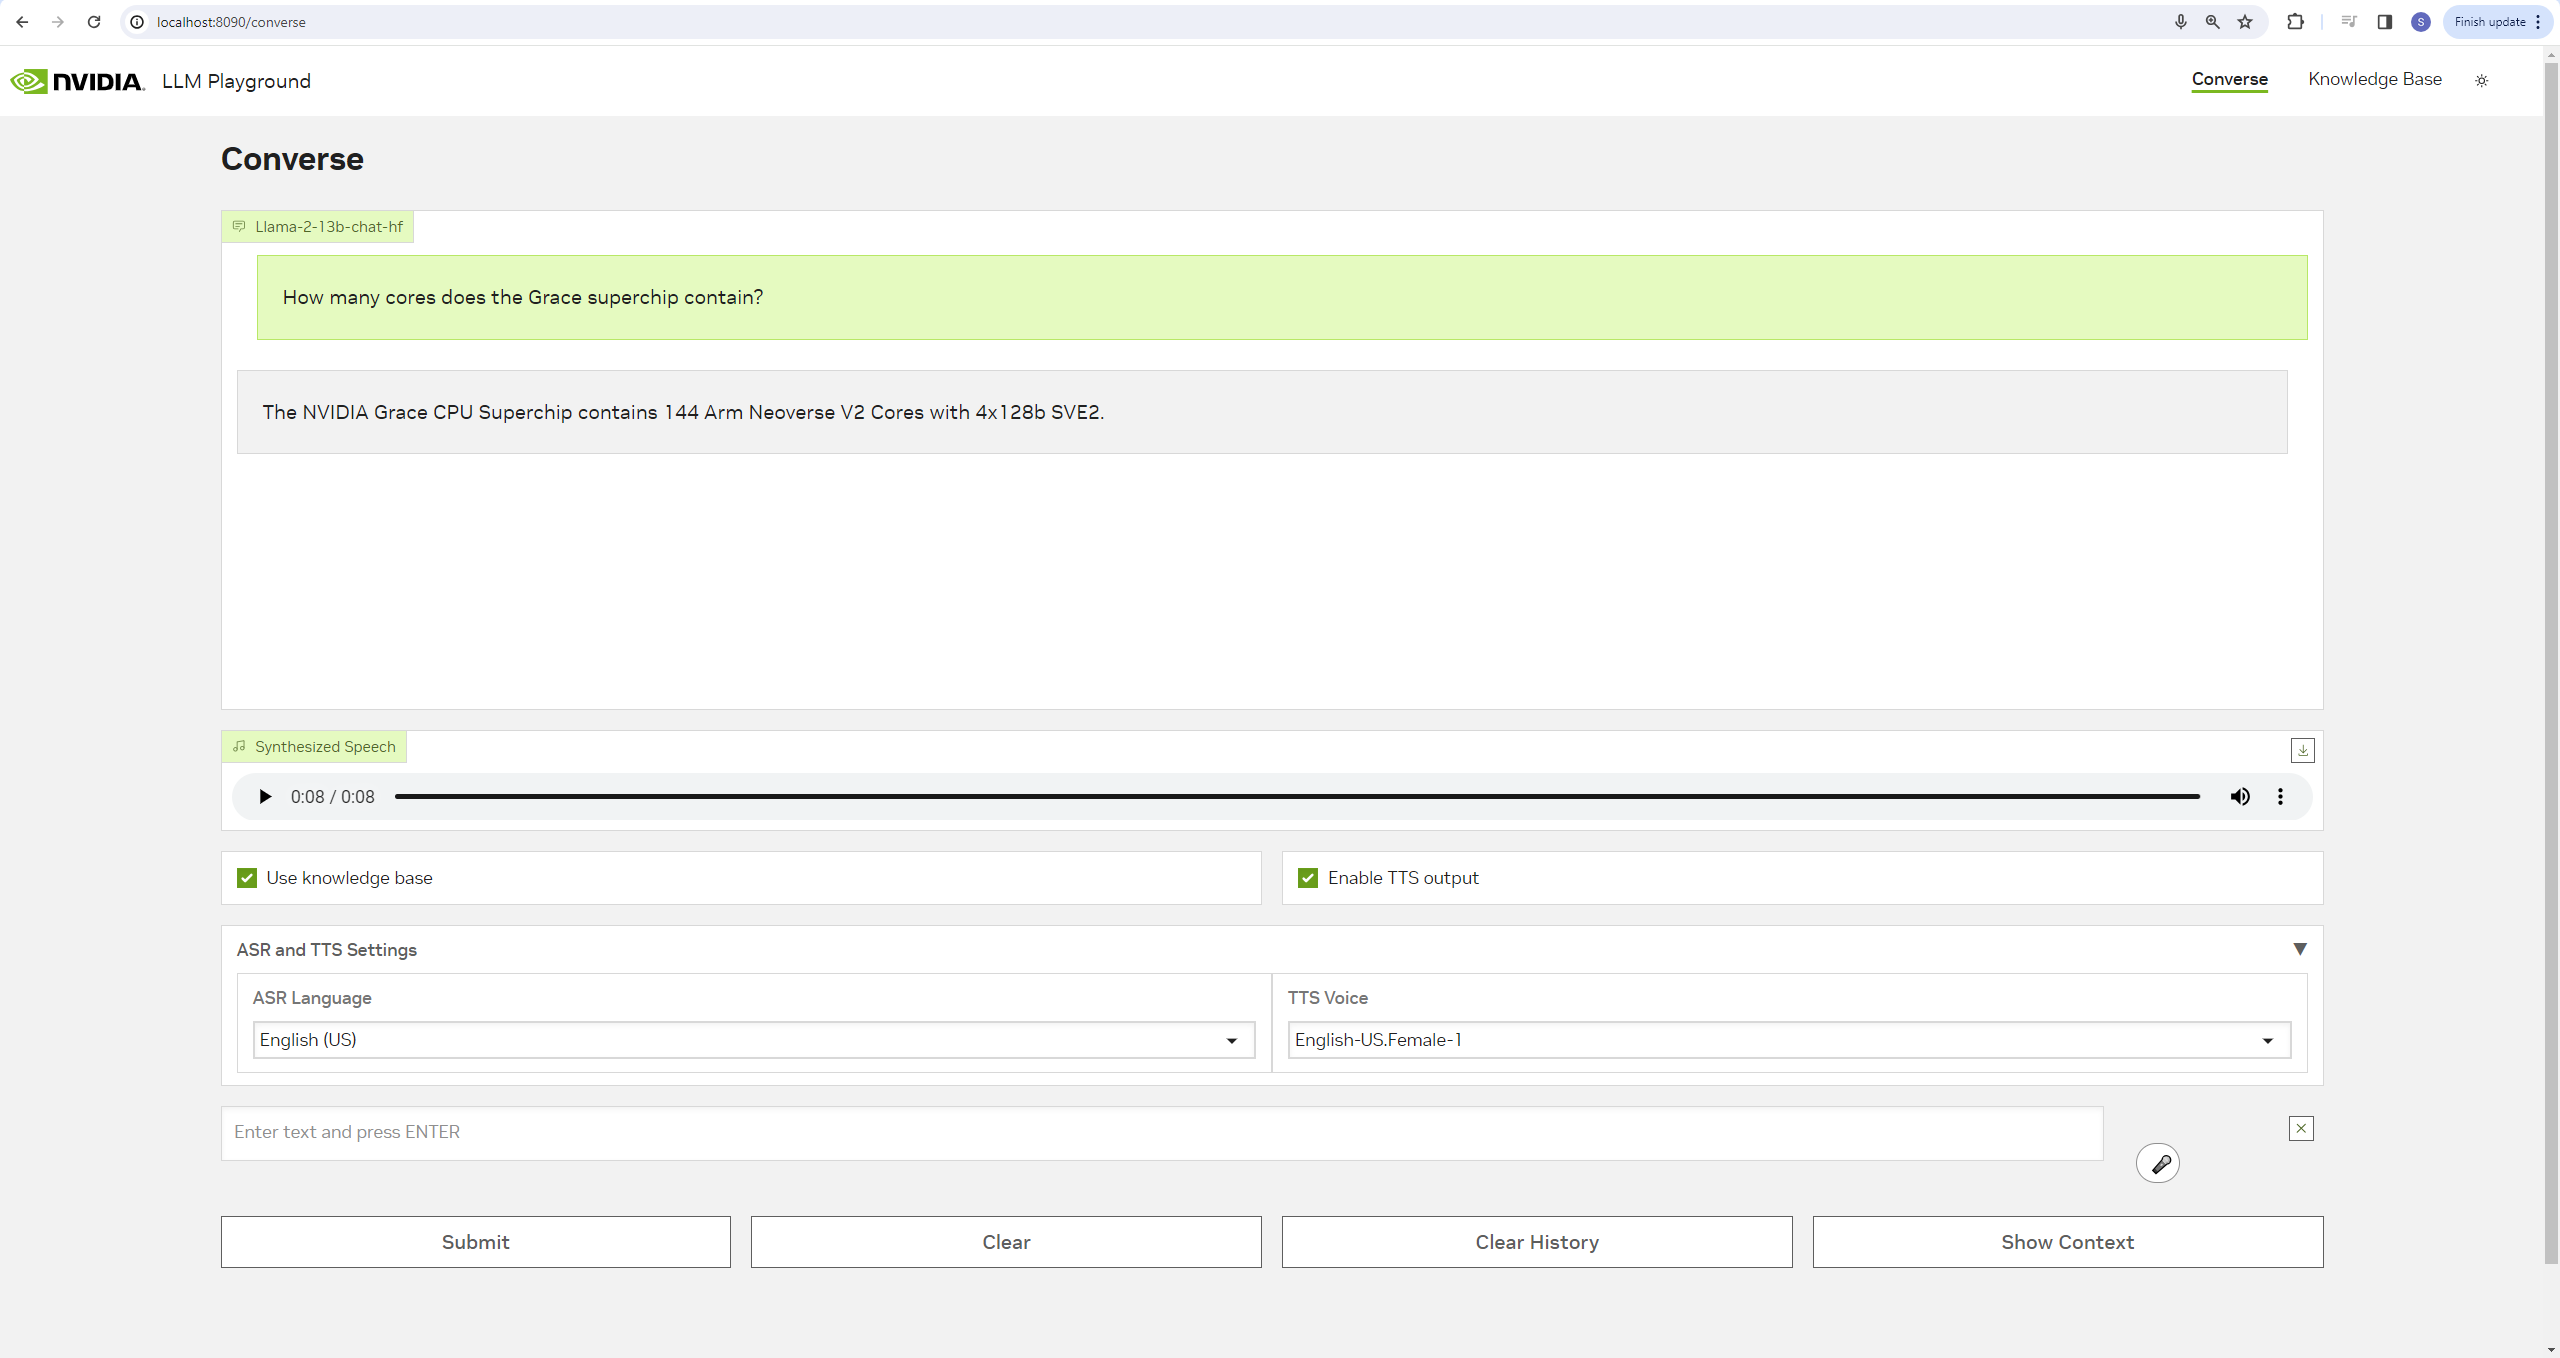 localhost:8090/converse
S
Finish update
NVIDIA. LLM Playground
Converse
Knowledge Base
Converse
Llama-2-13b-chat-hf
How many cores does the Grace superchip contain?
The NVIDIA Grace CPU Superchip contains 144 Arm Neoverse V2 Cores with 4x128b SVE2.
Synthesized Speech
0:08 / 0:08
Use knowledge base
Enable TTS output
ASR and TTS Settings
ASR Language
TTS Voice
English (US)
English-US.Female-1
Enter text and press ENTER
Submit
Clear
Clear History
Show Context